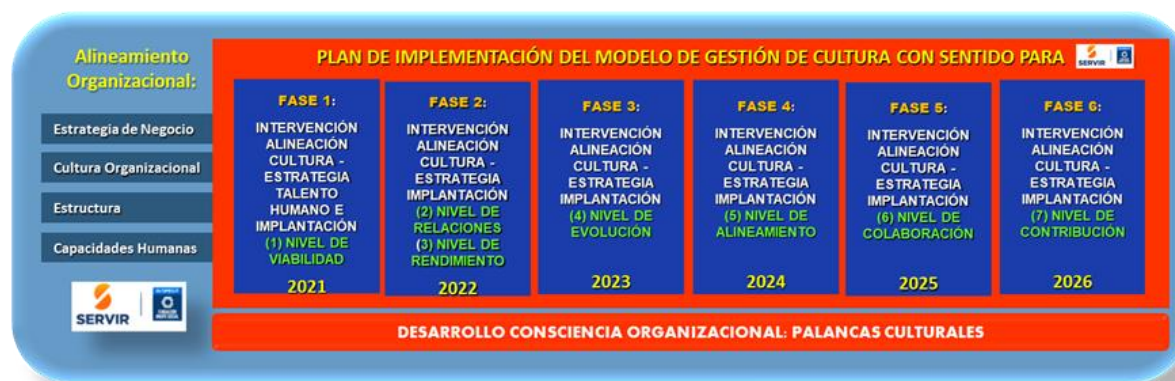 Alineamiento
Organizacional:
Estrategia de Negocio
Cultura Organizacional
Estructura
Capacidades Humanas
SERVIR
PLAN DE IMPLEMENTACIÓN DEL MODELO DE GESTIÓN DE CULTURA CON SENTIDO PARA
SERVIR
FASE 1:
INTERVENCIÓN
ALINEACIÓN
CULTURA -
ESTRATEGIA
TALENTO
HUMANO E
IMPLANTACIÓN
(1) NIVEL DE
VIABILIDAD
2021
FASE 2:
INTERVENCIÓN
ALINEACIÓN
CULTURA -
ESTRATEGIA
IMPLANTACIÓN
(2) NIVEL DE
RELACIONES
(3) NIVEL DE
RENDIMIENTO
2022
FASE 3:
INTERVENCIÓN
ALINEACIÓN
CULTURA -
ESTRATEGIA
IMPLANTACIÓN
(4) NIVEL DE
EVOLUCIÓN
2023
FASE 4:
INTERVENCIÓN
ALINEACIÓN
CULTURA -
ESTRATEGIA
IMPLANTACIÓN
(5) NIVEL DE
ALINEAMIENTO
2024
FASE 5:
INTERVENCIÓN
ALINEACIÓN
CULTURA -
ESTRATEGIA
IMPLANTACIÓN
(6) NIVEL DE
COLABORACIÓN
2025
FASE 6:
INTERVENCIÓN
ALINEACIÓN
CULTURA -
ESTRATEGIA
IMPLANTACIÓN
(7) NIVEL DE
CONTRIBUCIÓN
2026
DESARROLLO CONSCIENCIA ORGANIZACIONAL: PALANCAS CULTURALES